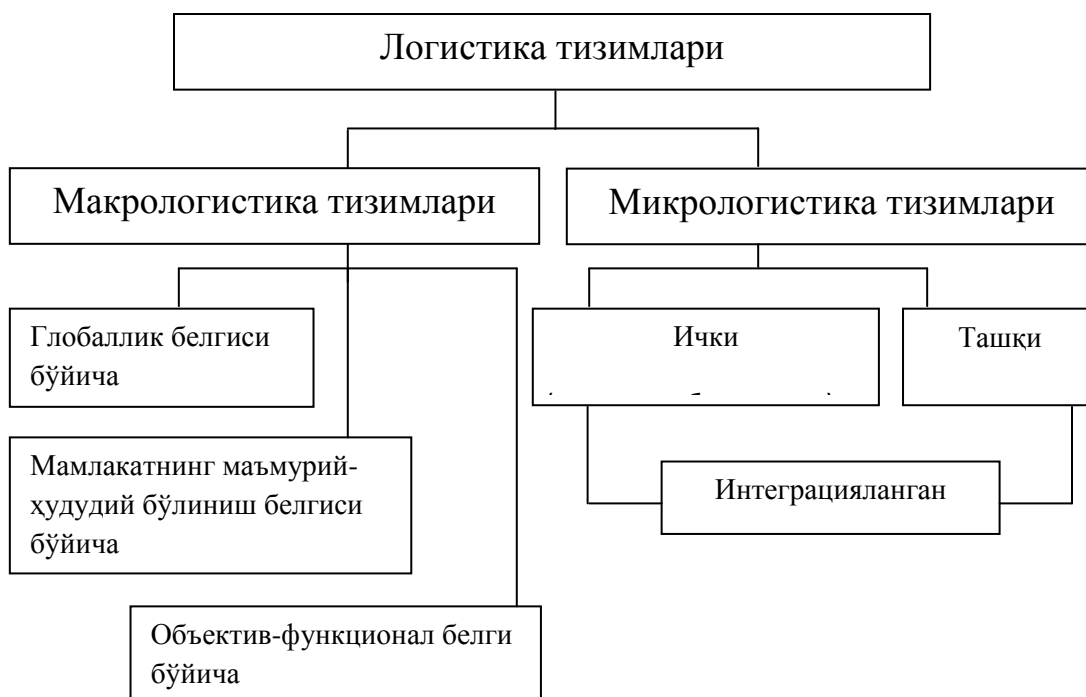 Логистика тизимлари
Макрологистика тизимлари
Микрологистика тизимлари
Глобаллик белгиси
бўйича
Ички
Ташқи
Мамлакатнинг маъмурий-
ҳудудий бўлиниш белгиси
бўйича
Интеграцияланган
Объектив-функционал белги
бўйича